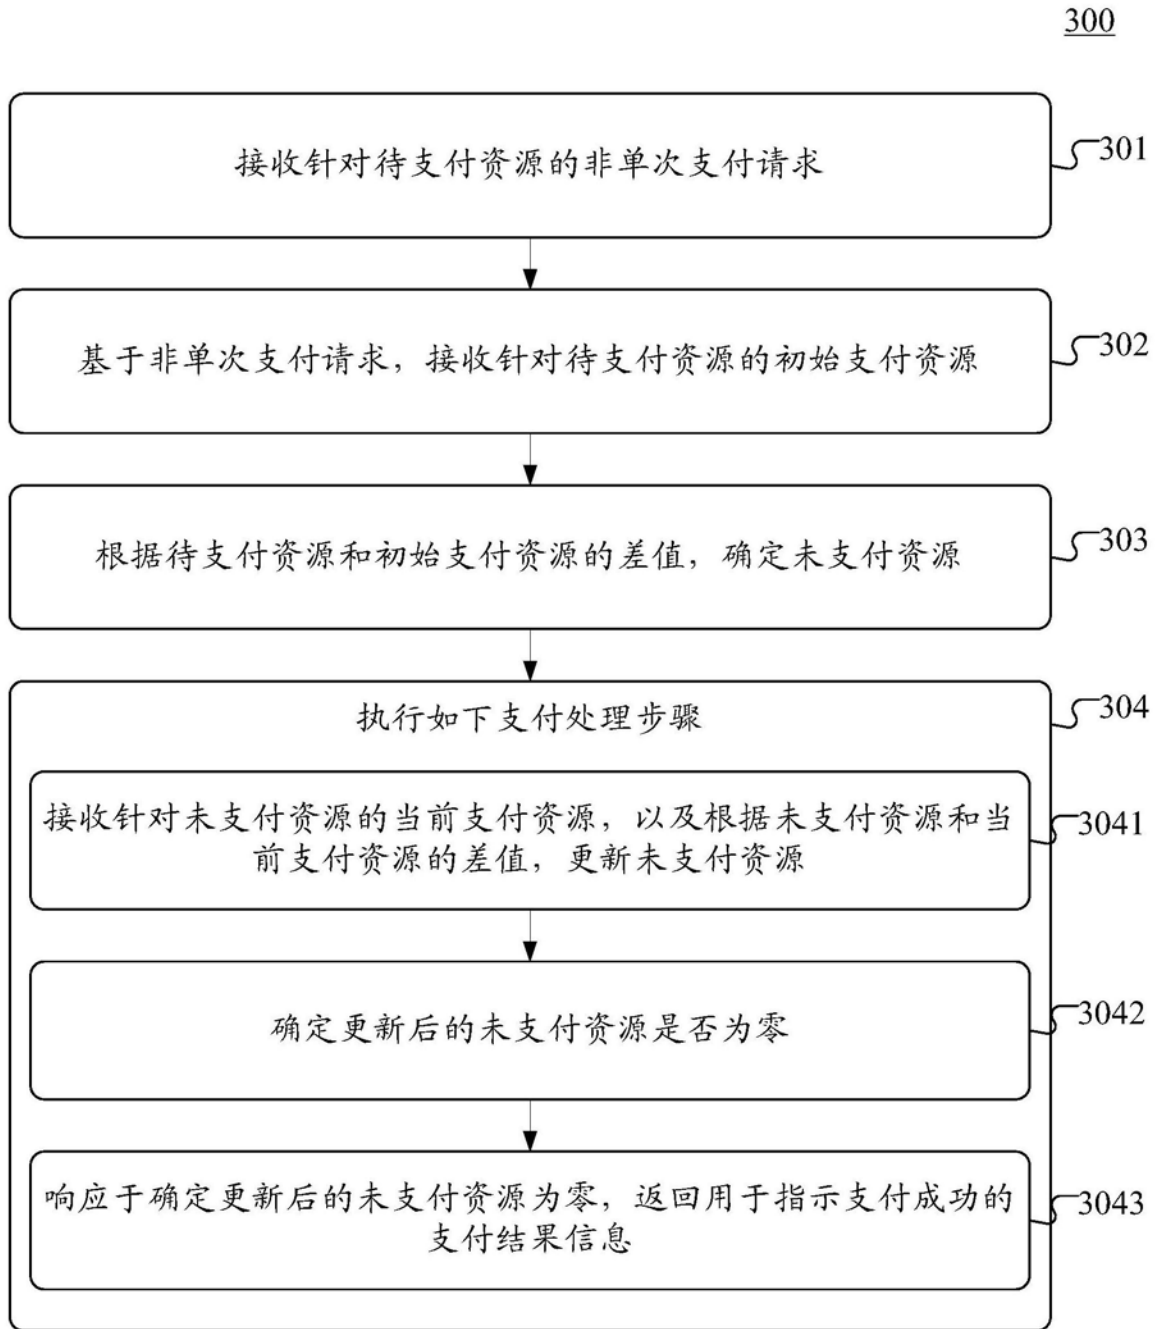 300
接收针对待支付资源的非单次支付请求
301
基于非单次支付请求，接收针对待支付资源的初始支付资源
302
根据待支付资源和初始支付资源的差值，确定未支付资源
303
执行如下支付处理步骤
304
接收针对未支付资源的当前支付资源，以及根据未支付资源和当
前支付资源的差值，更新未支付资源
3041
确定更新后的未支付资源是否为零
3042
响应于确定更新后的未支付资源为零，返回用于指示支付成功的
支付结果信息
3043